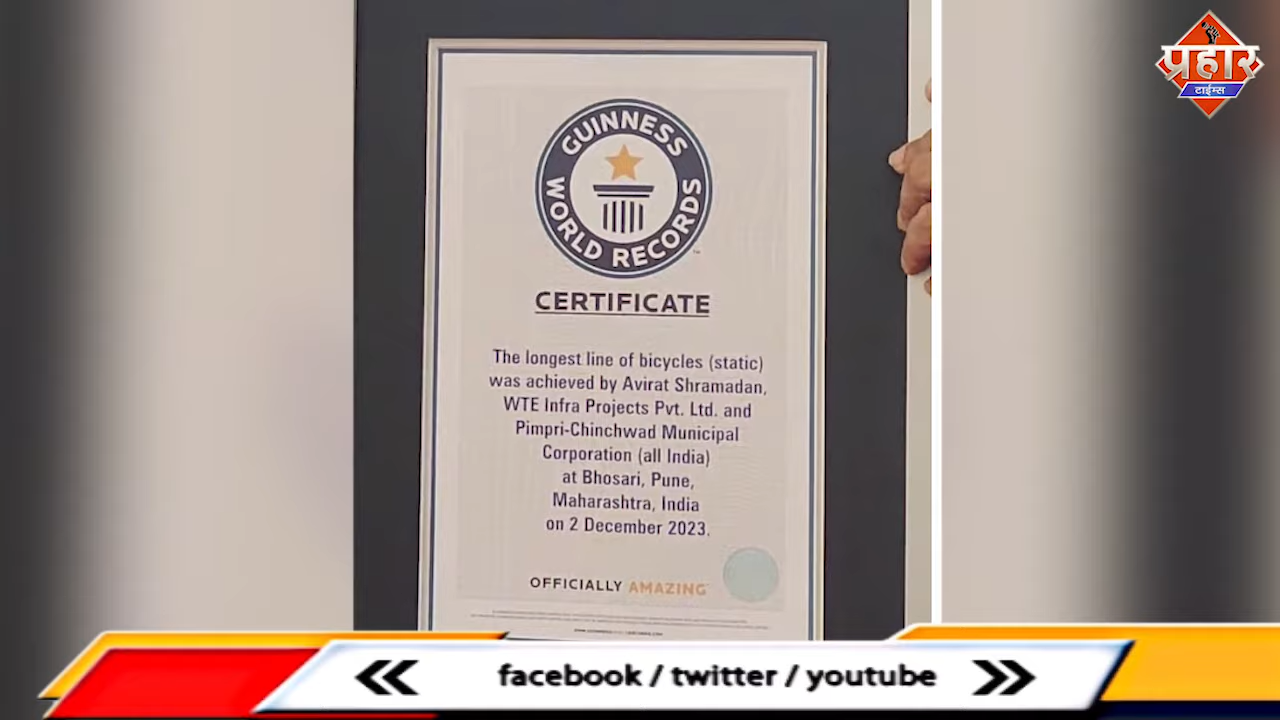 प्रहार
टाईम्स
GUINNESS
WORLD RECORDS
CERTIFICATE
The longest line of bicycles (static)
was achieved by Avirat Shramadan,
WTE Infra Projects Pvt. Ltd. and
Pimpri-Chinchwad Municipal
Corporation (all India)
at Bhosari, Pune,
Maharashtra, India
on 2 December 2023.
OFFICIALLY AMAZING
facebook / twitter / youtube